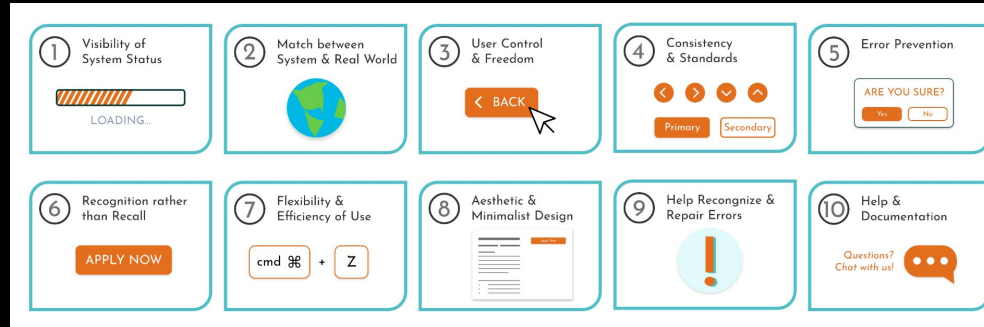 1
Visibility of
System Status
LOADING...
2
Match between
System & Real World
3
User Control
& Freedom
< BACK
4
Consistency
& Standards
Primary
Secondary
5
Error Prevention
ARE YOU SURE?
Yes
No
6
Recognition rather
than Recall
APPLY NOW
7
Flexibility &
Efficiency of Use
cmd ⌘ + Z
8
Aesthetic &
Minimalist Design
Apply Now
9
Help Recongnize &
Repair Errors
!
10
Help &
Documentation
Questions?
Chat with us!